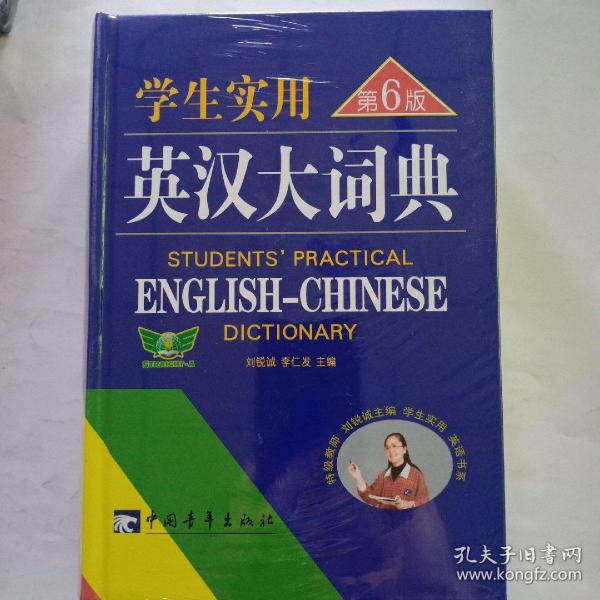 学生实用
第6版
英汉大词典
STUDENTS' PRACTICAL
ENGLISH-CHINESE
DICTIONARY
STRAIGHT-A
刘锐诚 李仁发 主编
特级教师 刘锐诚主编 学生实用 英语书系
中国青年出版社
孔夫子旧书网
www.kongfz.com